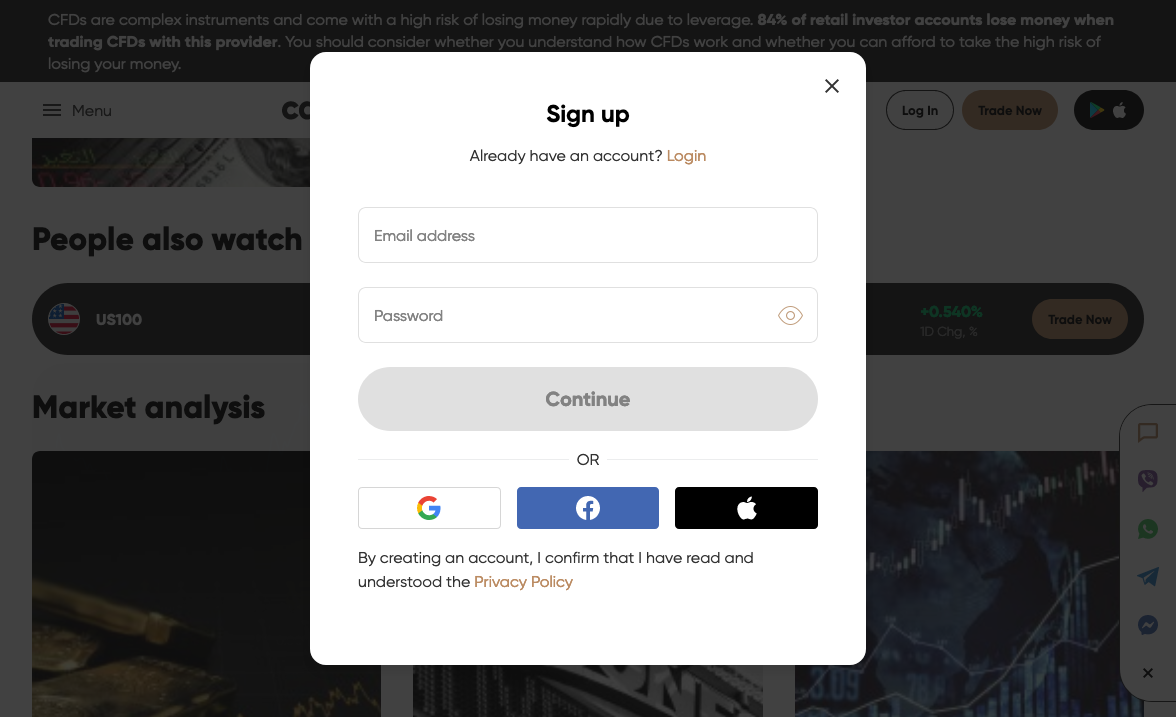 CFDs are complex instruments and come with a high risk of losing money rapidly due to leverage. 84% of retail investor accounts lose money when
trading CFDs with this provider. You should consider whether you understand how CFDs work and whether you can afford to take the high risk of
losing your money.
Menu
Log In
Trade Now
Sign up
Already have an account? Login
Email address
Password
Continue
OR
By creating an account, I confirm that I have read and
understood the Privacy Policy
People also watch
US100
+0.540%
1D Chg, %
Trade Now
Market analysis
3.09